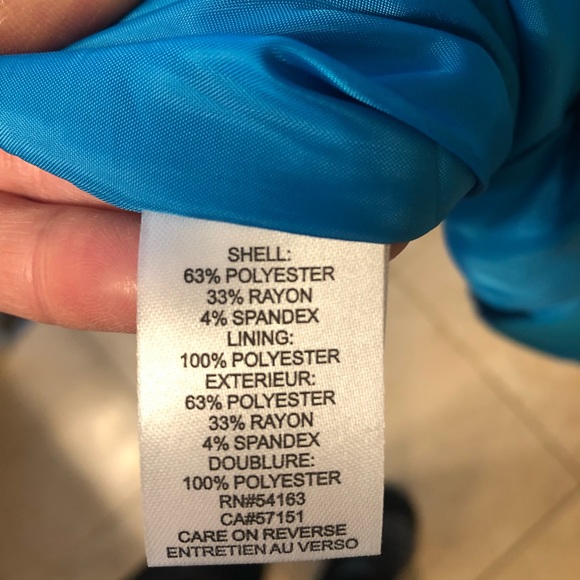 SHELL:
63% POLYESTER
33% RAYON
4% SPANDEX
LINING:
100% POLYESTER
EXTERIEUR:
63% POLYESTER
33% RAYON
4% SPANDEX
DOUBLURE:
100% POLYESTER
RN#54163
CA#57151
CARE ON REVERSE
ENTRETIEN AU VERSO